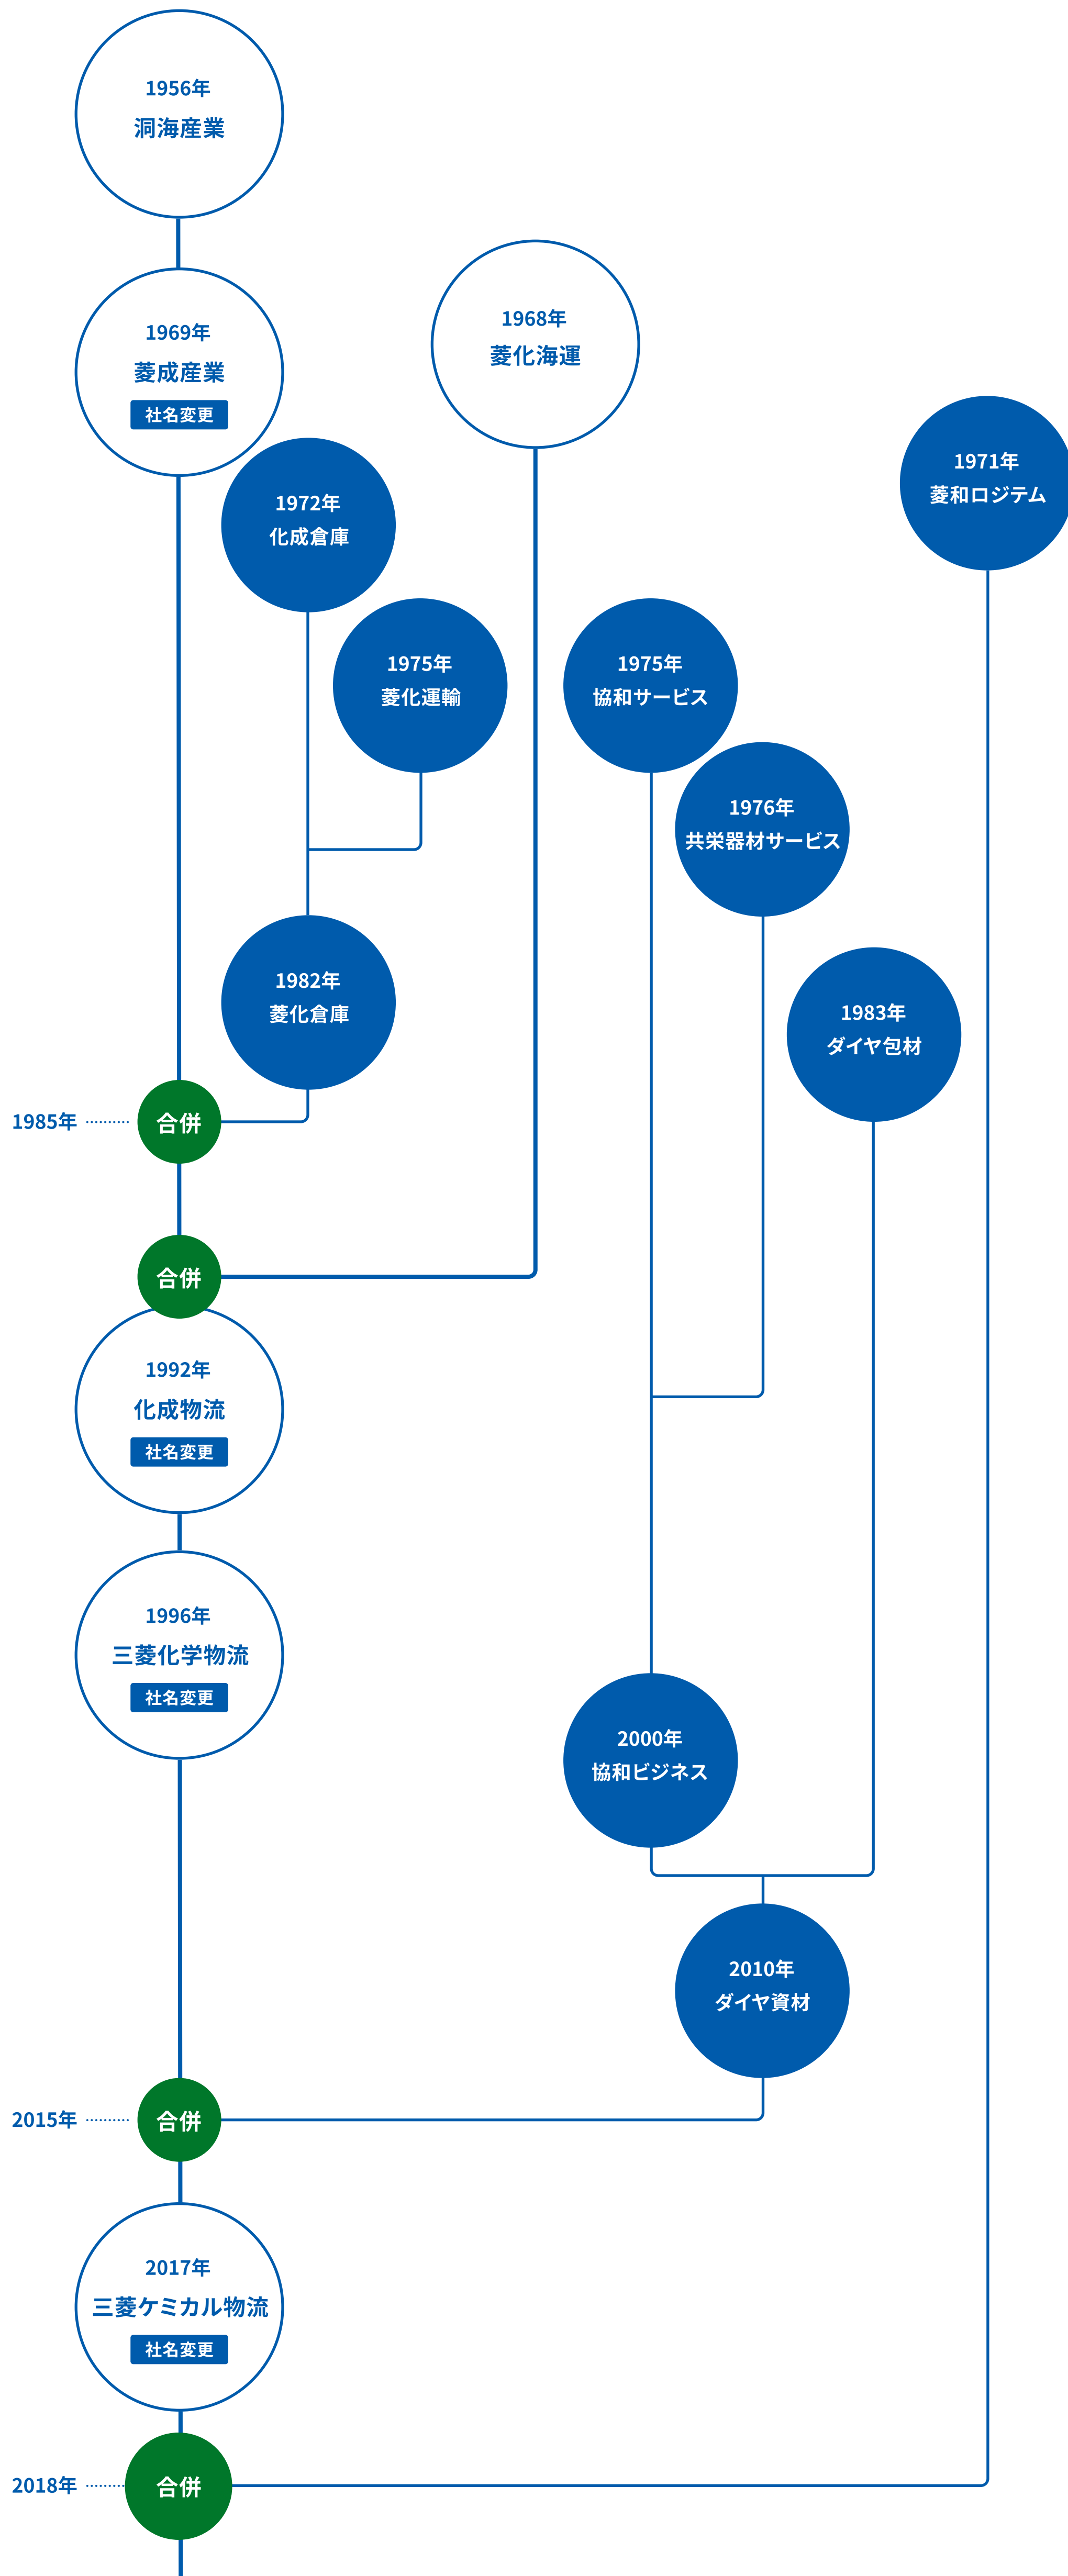 1956年
洞海産業
1969年
菱成産業
社名変更
1968年
菱化海運
1971年
菱和ロジテム
1972年
化成倉庫
1975年
菱化運輸
1975年
協和サービス
1976年
共栄器材サービス
1982年
菱化倉庫
1983年
ダイヤ包材
1985年
合併
合併
1992年
化成物流
社名変更
1996年
三菱化学物流
社名変更
2000年
協和ビジネス
2010年
ダイヤ資材
2015年
合併
2017年
三菱ケミカル物流
社名変更
2018年
合併